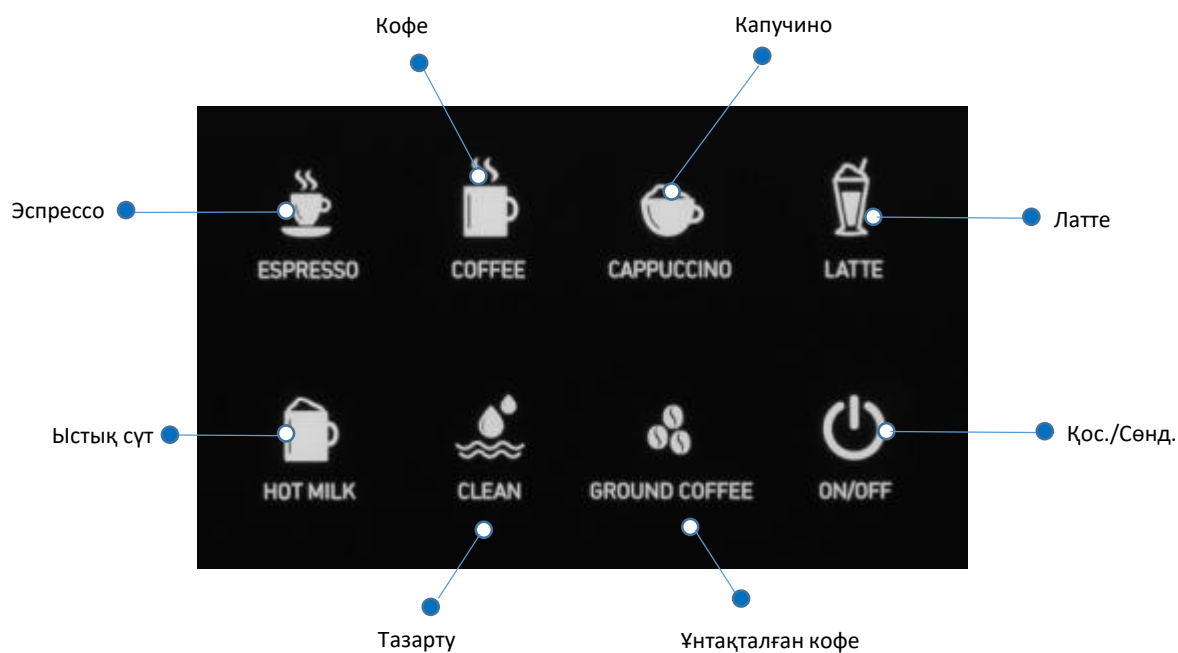 Кофе
Капучино
Эспрессо
Латте
ESPRESSO
COFFEE
CAPPUCCINO
LATTE
Ыстық сүт
Қос./Сөнд.
HOT MILK
CLEAN
GROUND COFFEE
ON/OFF
Тазарту
Ұнтақталған кофе